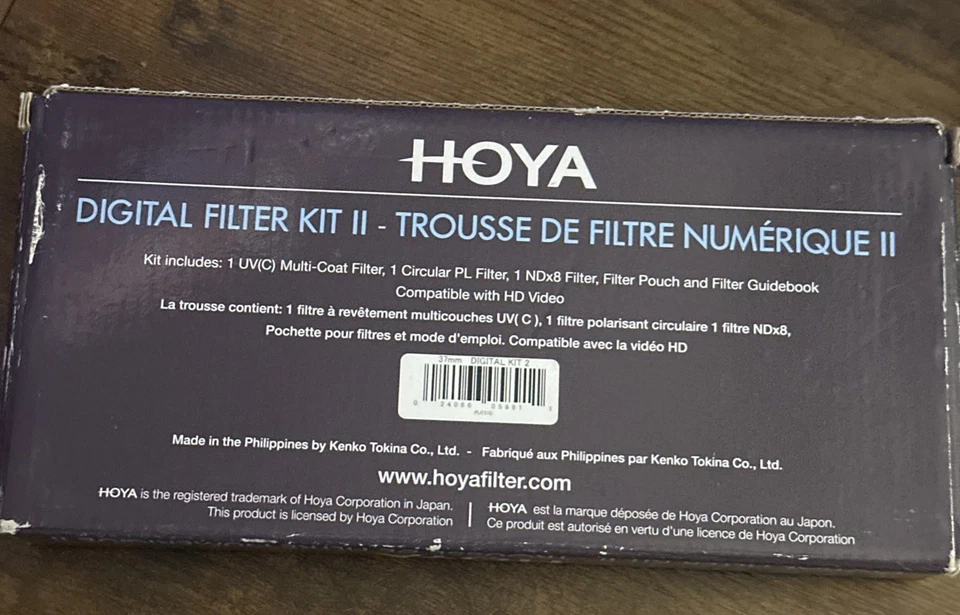 HOYA
DIGITAL FILTER KIT II - TROUSSE DE FILTRE NUMÉRIQUE II
Kit includes: 1 UV(C) Multi-Coat Filter, 1 Circular PL Filter, 1 NDx8 Filter, Filter Pouch and Filter Guidebook
Compatible with HD Video
La trousse contient: 1 filtre à revêtement multicouches UV( C ), 1 filtre polarisant circulaire 1 filtre NDx8,
Pochette pour filtres et mode d'emploi. Compatible avec la vidéo HD
37mm DIGITAL KIT 2
0 24066
Made in the Philippines by Kenko Tokina Co., Ltd. - Fabriqué aux Philippines par Kenko Tokina Co., Ltd.
www.hoyafilter.com
HOYA is the registered trademark of Hoya Corporation in Japan.
This product is licensed by Hoya Corporation
HOYA est la marque déposée de Hoya Corporation au Japon.
Ce produit est autorisé en vertu d'une licence de Hoya Corporation